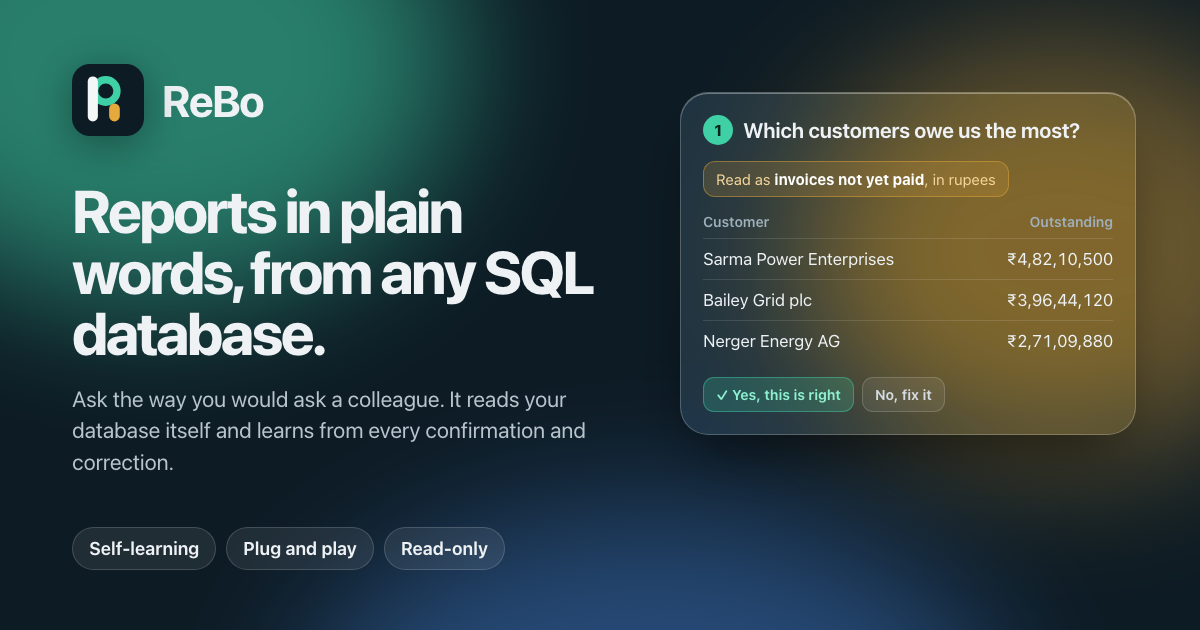 ReBo
Reports in plain
words, from any SQL
database.
Ask the way you would ask a colleague. It reads your
database itself and learns from every confirmation and
correction.
Self-learning
Plug and play
Read-only
1 Which customers owe us the most?
Read as invoices not yet paid, in rupees
Customer Outstanding
Sarma Power Enterprises ₹4,82,10,500
Bailey Grid plc ₹3,96,44,120
Nerger Energy AG ₹2,71,09,880
✓ Yes, this is right No, fix it